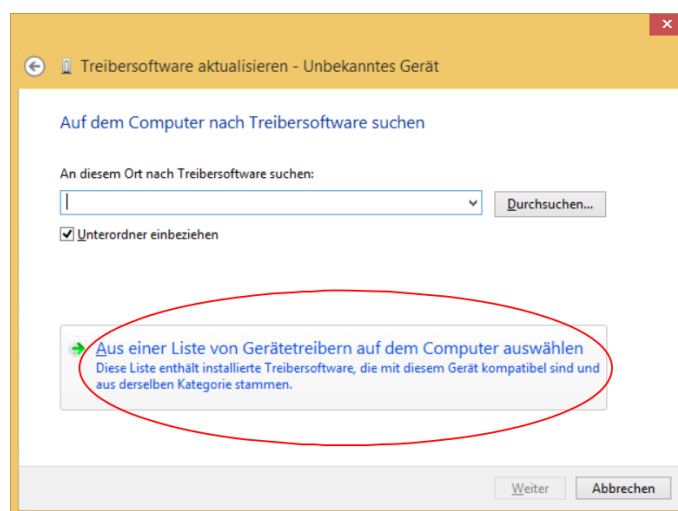 Treibersoftware aktualisieren - Unbekanntes Gerät
Auf dem Computer nach Treibersoftware suchen
An diesem Ort nach Treibersoftware suchen:
Durchsuchen...
Unterordner einbeziehen
Aus einer Liste von Gerätetreibern auf dem Computer auswählen
Diese Liste enthält installierte Treibersoftware, die mit diesem Gerät kompatibel sind und
aus derselben Kategorie stammen.
Weiter
Abbrechen